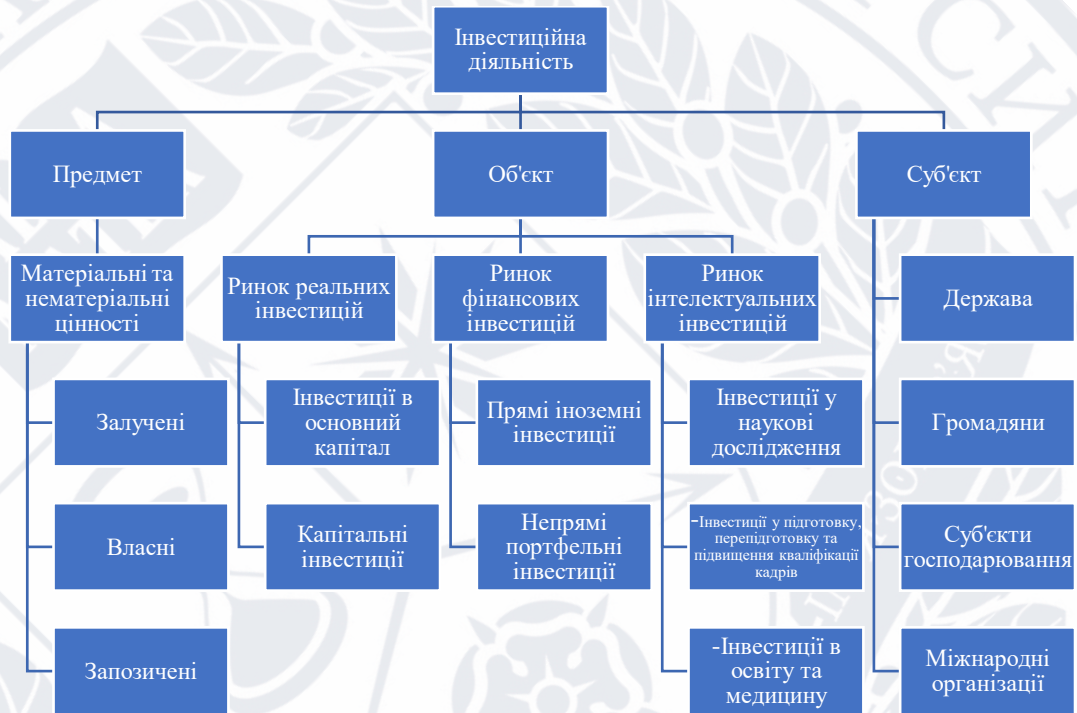 Інвестиційна
діяльність
Предмет
Об'єкт
Суб'єкт
Матеріальні та
нематеріальні
цінності
Ринок реальних
інвестицій
Ринок
фінансових
інвестицій
Ринок
інтелектуальних
інвестицій
Держава
Залучені
Інвестиції в
основний
капітал
Прямі іноземні
інвестиції
Інвестиції у
наукові
дослідження
Громадяни
Власні
Капітальні
інвестиції
Непрямі
портфельні
інвестиції
-Інвестиції у підготовку,
перепідготовку та
підвищення кваліфікації
кадрів
Суб'єкти
господарювання
Запозичені
-Інвестиції в
освіту та
медицину
Міжнародні
організації